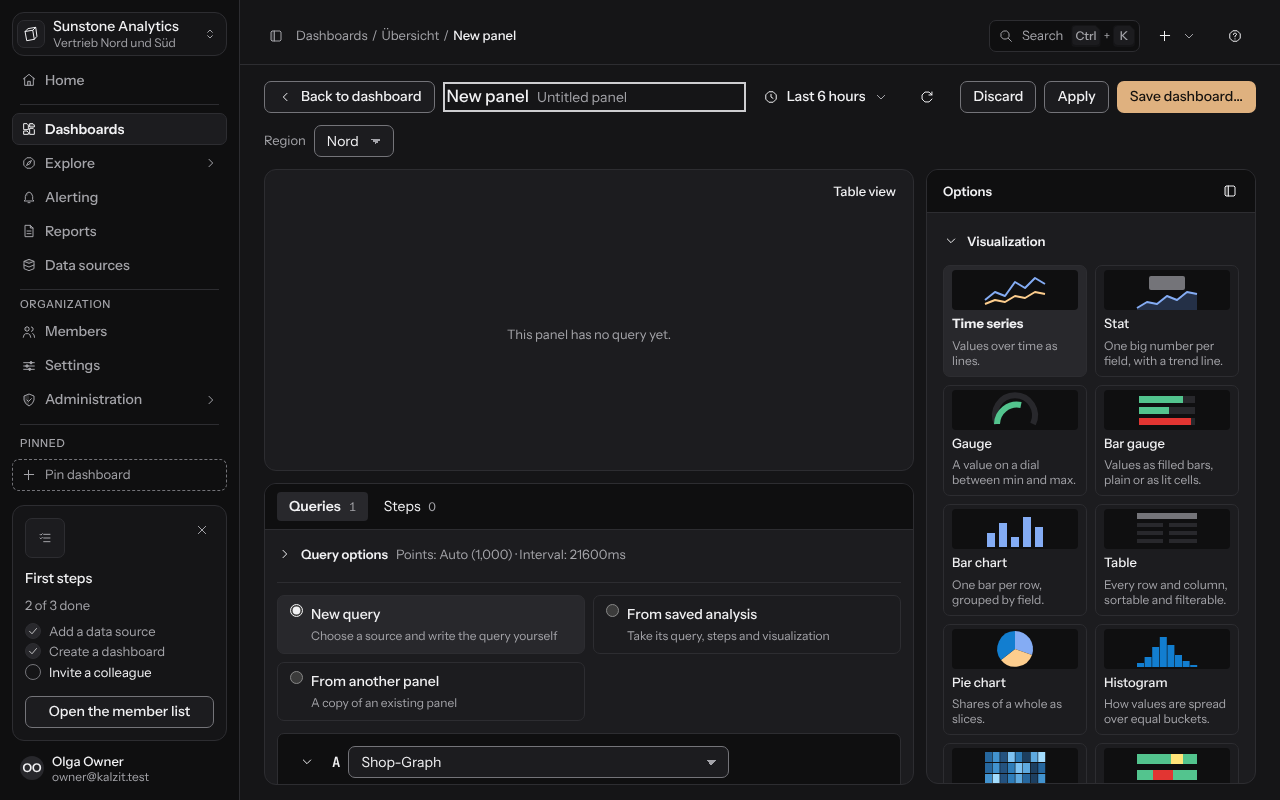 Sunstone Analytics
Vertrieb Nord und Süd
Home
Dashboards
Explore
Alerting
Reports
Data sources
ORGANIZATION
Members
Settings
Administration
PINNED
Pin dashboard
First steps
2 of 3 done
Add a data source
Create a dashboard
Invite a colleague
Open the member list
OO
Olga Owner
owner@kalzit.test
Dashboards / Übersicht / New panel
Search Ctrl + K
Back to dashboard
New panel Untitled panel
Last 6 hours
Discard
Apply
Save dashboard...
Region
Nord
Table view
This panel has no query yet.
Queries 1
Steps 0
Query options Points: Auto (1,000) · Interval: 21600ms
New query
Choose a source and write the query yourself
From saved analysis
Take its query, steps and visualization
From another panel
A copy of an existing panel
A
Shop-Graph
Options
Visualization
Time series
Values over time as
lines.
Stat
One big number per
field, with a trend line.
Gauge
A value on a dial
between min and max.
Bar gauge
Values as filled bars,
plain or as lit cells.
Bar chart
One bar per row,
grouped by field.
Table
Every row and column,
sortable and filterable.
Pie chart
Shares of a whole as
slices.
Histogram
How values are spread
over equal buckets.